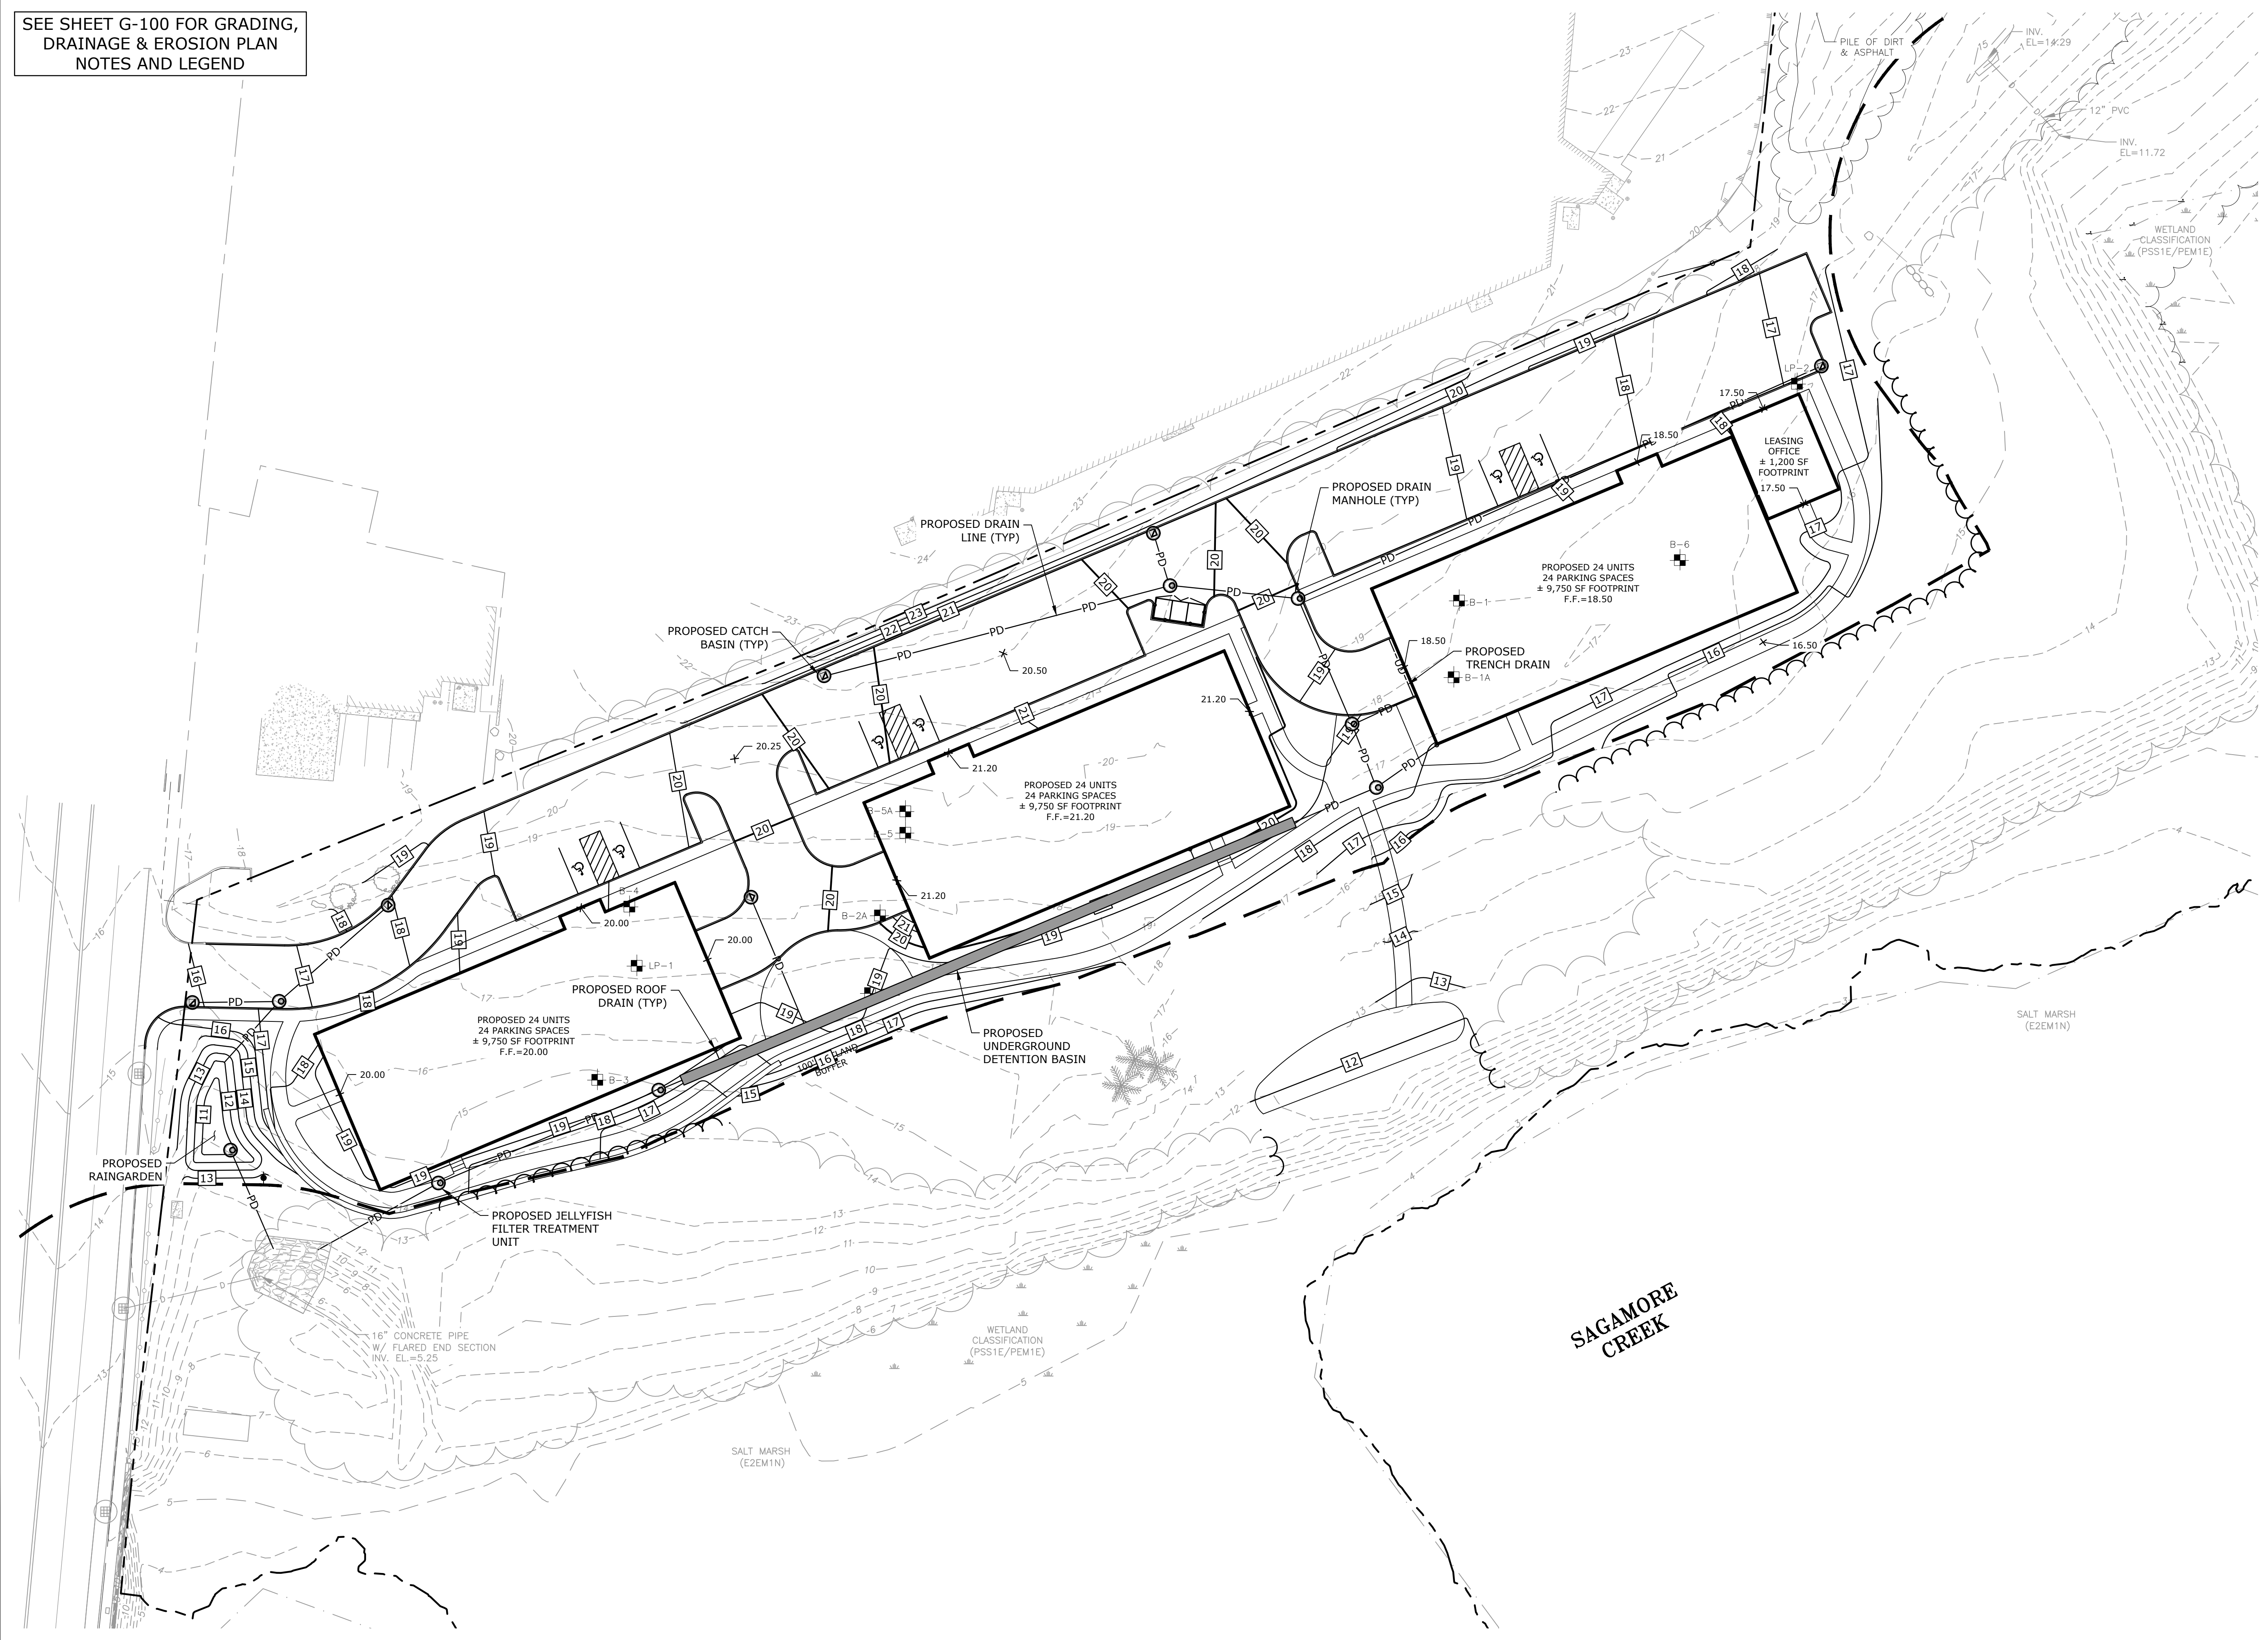 SEE SHEET G-100 FOR GRADING,
DRAINAGE & EROSION PLAN
NOTES AND LEGEND
PILE OF DIRT
& ASPHALT
INV.
EL=14.29
12" PVC
INV.
EL=11.72
WETLAND
CLASSIFICATION
(PSS1E/PEM1E)
LP-2
17.50
18.50
LEASING
OFFICE
± 1,200 SF
FOOTPRINT
17.50
PROPOSED DRAIN
MANHOLE (TYP)
PROPOSED DRAIN
LINE (TYP)
B-6
PROPOSED 24 UNITS
24 PARKING SPACES
± 9,750 SF FOOTPRINT
F.F.=18.50
B-1
PROPOSED CATCH
BASIN (TYP)
18.50
PROPOSED
TRENCH DRAIN
B-1A
16.50
20.50
21.20
20.25
21.20
PROPOSED 24 UNITS
24 PARKING SPACES
± 9,750 SF FOOTPRINT
F.F.=21.20
B-5A
B-5
B-4
21.20
B-2A
20.00
20.00
LP-1
PROPOSED ROOF
DRAIN (TYP)
PROPOSED 24 UNITS
24 PARKING SPACES
± 9,750 SF FOOTPRINT
F.F.=20.00
PROPOSED
UNDERGROUND
DETENTION BASIN
SALT MARSH
(E2EM1N)
20.00
B-3
BUFFER
PROPOSED
RAINGARDEN
PROPOSED JELLYFISH
FILTER TREATMENT
UNIT
16" CONCRETE PIPE
W/ FLARED END SECTION
INV. EL.=5.25
WETLAND
CLASSIFICATION
(PSS1E/PEM1E)
SAGAMORE
CREEK
SALT MARSH
(E2EM1N)